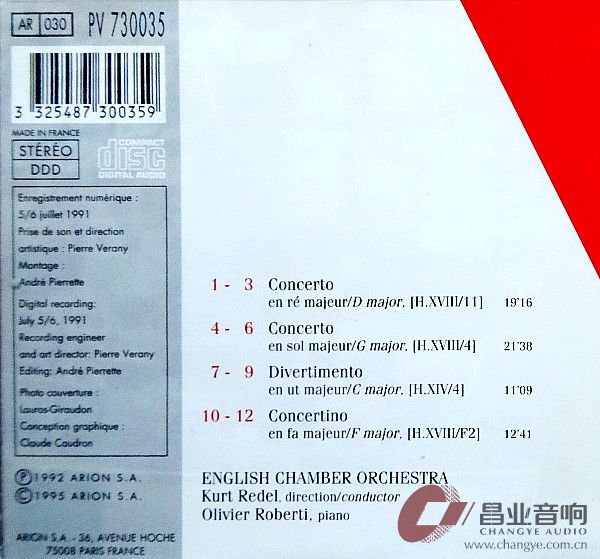 AR 030 PV 730035
3 325487 300359
MADE IN FRANCE
STÉRÉO
DDD
COMPACT
disc
DIGITAL AUDIO
Enregistrement numérique :
5/6 juillet 1991
Prise de son et direction
artistique : Pierre Verany
Montage :
André Pierrette
Digital recording:
July 5/6, 1991
Recording engineer
and art director: Pierre Verany
Editing: André Pierrette
Photo couverture :
Lauros-Giraudon
Conception graphique :
Claude Caudron
Ⓟ 1992 ARION S.A.
© 1995 ARION S.A.
ARION S.A. - 36, AVENUE HOCHE
75008 PARIS FRANCE
1 - 3 Concerto
en ré majeur/D major, [H.XVIII/11] 19'16
4 - 6 Concerto
en sol majeur/G major, [H.XVIII/4] 21'38
7 - 9 Divertimento
en ut majeur/C major, [H.XIV/4] 11'09
10 - 12 Concertino
en fa majeur/F major, [H.XVIII/F2] 12'41
ENGLISH CHAMBER ORCHESTRA
Kurt Redel, direction/conductor
Olivier Roberti, piano
昌业音响
CHANGYE AUDIO
www.changye.com.cn